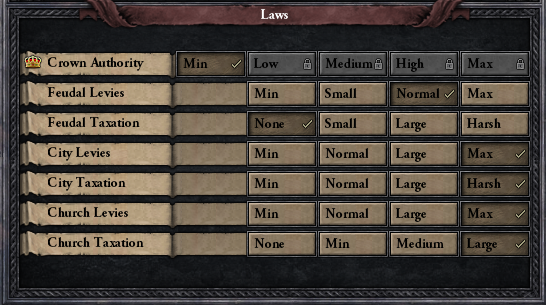 Laws
Crown Authority Min Low Medium High Max
Feudal Levies Min Small Normal Max
Feudal Taxation None Small Large Harsh
City Levies Min Normal Large Max
City Taxation Min Normal Large Harsh
Church Levies Min Normal Large Max
Church Taxation None Min Medium Large